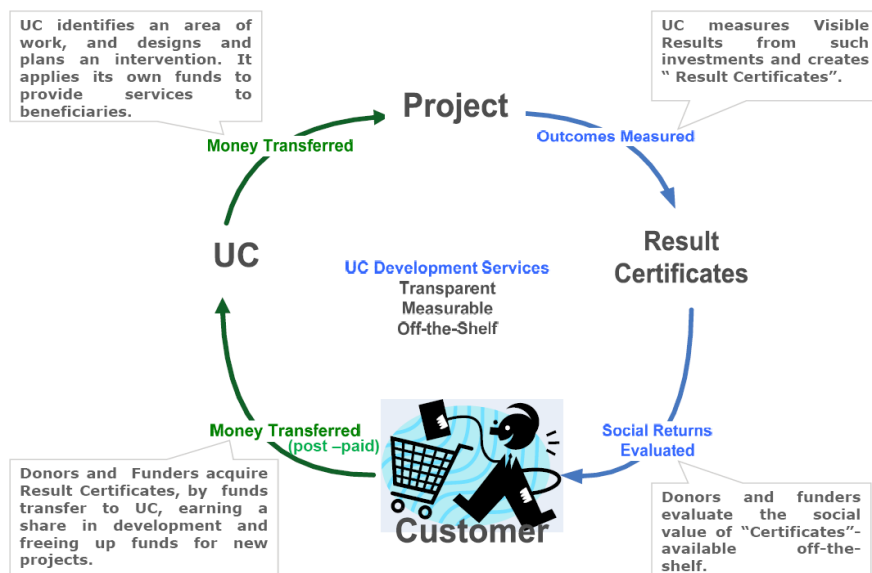 UC identifies an area of
work, and designs and
plans an intervention. It
applies its own funds to
provide services to
beneficiaries.
UC measures Visible
Results from such
investments and creates
“ Result Certificates”.
Project
Money Transferred
Outcomes Measured
UC
Result
Certificates
UC Development Services
Transparent
Measurable
Off-the-Shelf
Money Transferred
(post –paid)
Social Returns
Evaluated
Customer
Donors and Funders acquire
Result Certificates, by funds
transfer to UC, earning a
share in development and
freeing up funds for new
projects.
Donors and funders
evaluate the social
value of “Certificates”-
available off-the-
shelf.